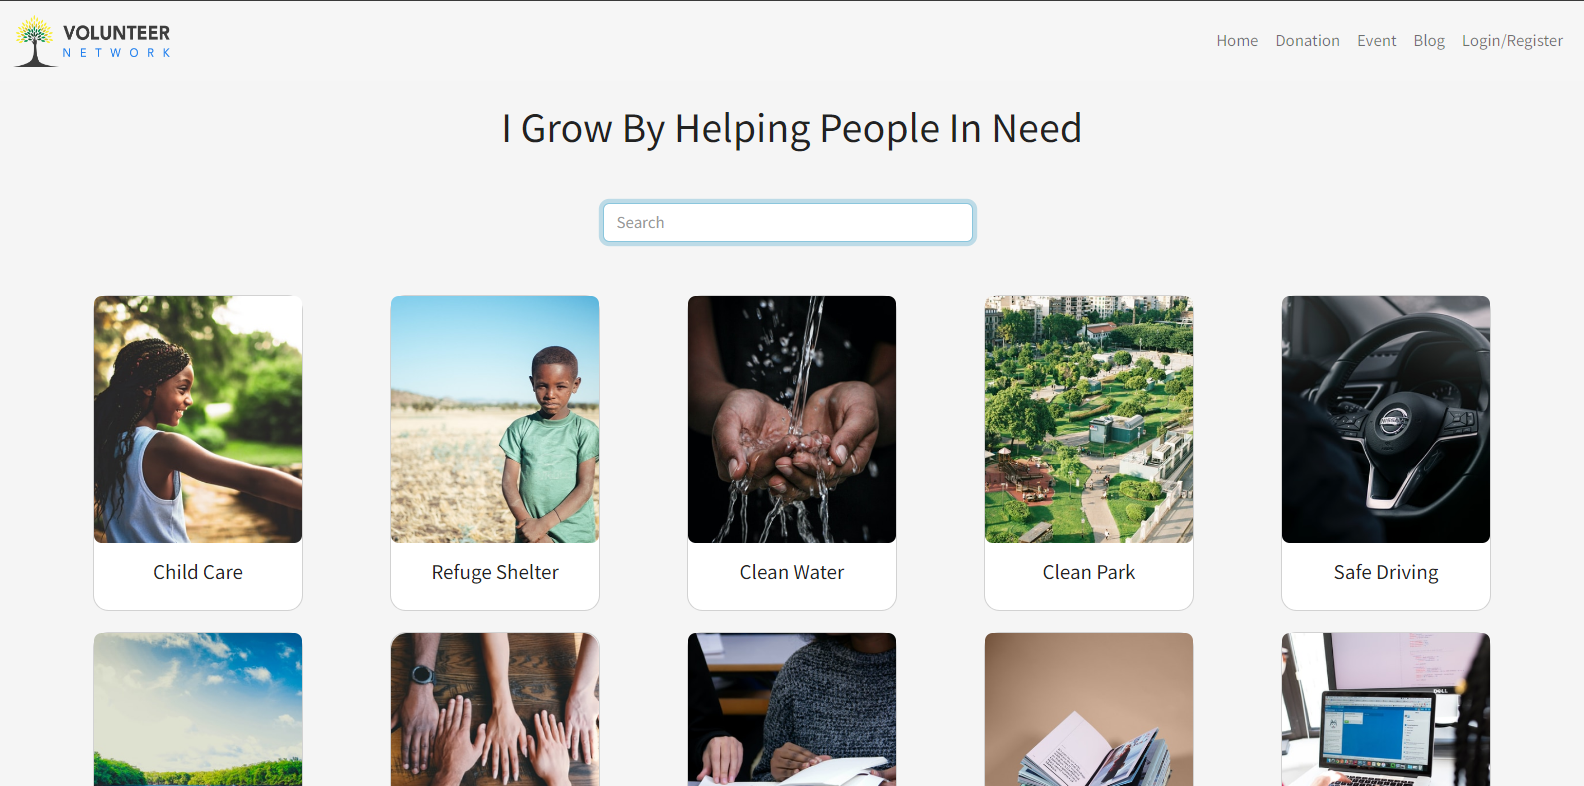 VOLUNTEER
NETWORK
Home Donation Event Blog Login/Register
I Grow By Helping People In Need
Search
Child Care
Refuge Shelter
Clean Water
Clean Park
Safe Driving
DELL